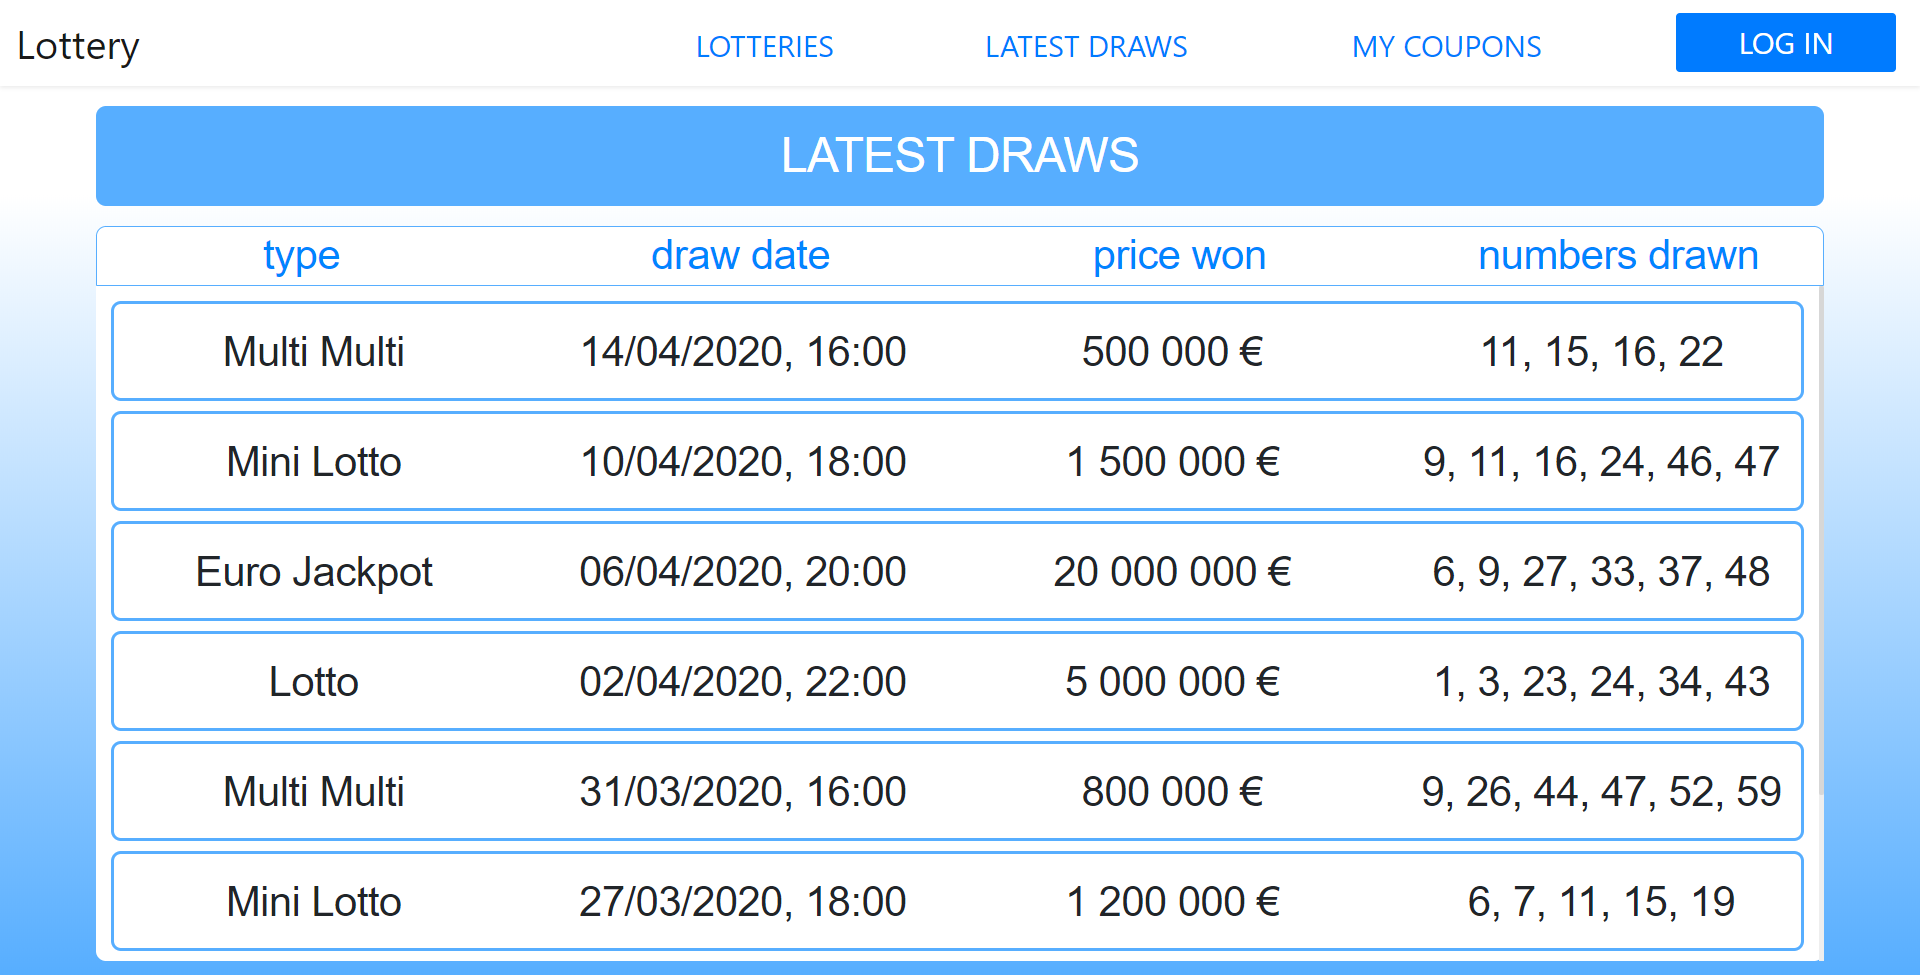 Lottery LOTTERIES LATEST DRAWS MY COUPONS LOG IN
LATEST DRAWS
type draw date price won numbers drawn
Multi Multi 14/04/2020, 16:00 500 000 € 11, 15, 16, 22
Mini Lotto 10/04/2020, 18:00 1 500 000 € 9, 11, 16, 24, 46, 47
Euro Jackpot 06/04/2020, 20:00 20 000 000 € 6, 9, 27, 33, 37, 48
Lotto 02/04/2020, 22:00 5 000 000 € 1, 3, 23, 24, 34, 43
Multi Multi 31/03/2020, 16:00 800 000 € 9, 26, 44, 47, 52, 59
Mini Lotto 27/03/2020, 18:00 1 200 000 € 6, 7, 11, 15, 19